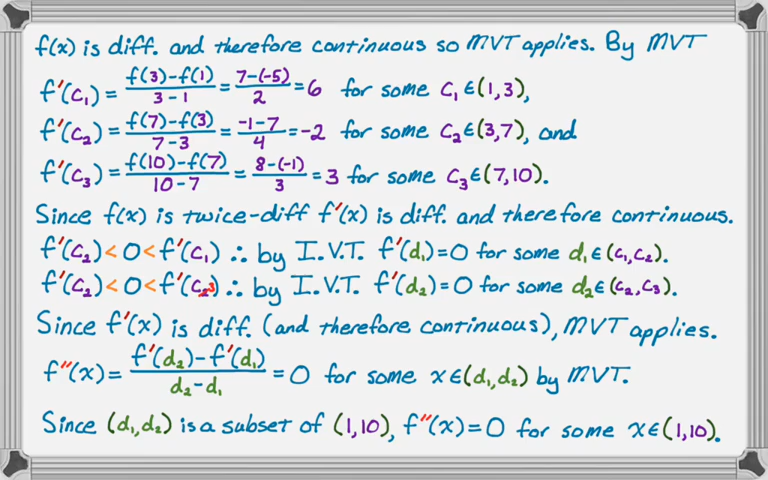 f(x) is diff. and therefore continuous so MVT applies. By MVT
f'(c₁) = (f(3)-f(1))/(3-1) = (7-(-5))/2 = 6 for some c₁∈(1,3),
f'(c₂) = (f(7)-f(3))/(7-3) = (-1-7)/4 = -2 for some c₂∈(3,7), and
f'(c₃) = (f(10)-f(7))/(10-7) = (8-(-1))/3 = 3 for some c₃∈(7,10).
Since f(x) is twice-diff f'(x) is diff. and therefore continuous.
f'(c₂) < 0 < f'(c₁) ∴ by I.V.T. f'(d₁)=0 for some d₁∈(c₁,c₂).
f'(c₂) < 0 < f'(c₃) ∴ by I.V.T. f'(d₂)=0 for some d₂∈(c₂,c₃).
Since f'(x) is diff. (and therefore continuous), MVT applies.
f''(x) = (f'(d₂)-f'(d₁))/(d₂-d₁) = 0 for some x∈(d₁,d₂) by MVT.
Since (d₁,d₂) is a subset of (1,10), f''(x)=0 for some x∈(1,10).